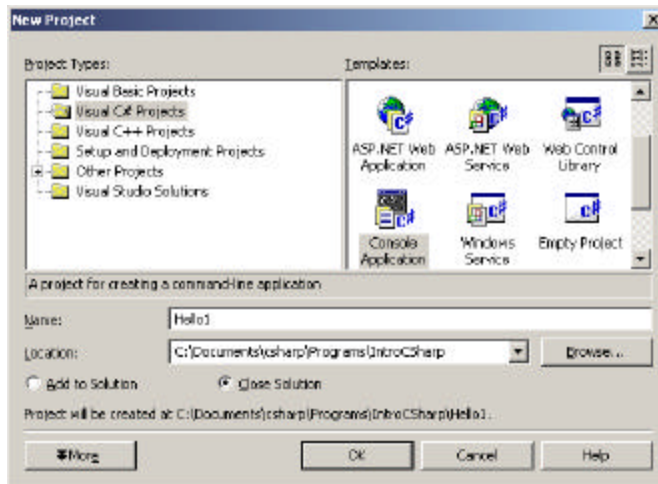 New Project
Project Types:
Templates:
Visual Basic Projects
Visual C# Projects
Visual C++ Projects
Setup and Deployment Projects
Other Projects
Visual Studio Solutions
ASP.NET Web Application
ASP.NET Web Service
Web Control Library
Console Application
Windows Service
Empty Project
A project for creating a command-line application
Name:
Hello1
Location:
C:\Documents\csharp\Programs\IntroCSharp
Browse...
Add to Solution
Close Solution
Project will be created at C:\Documents\csharp\Programs\IntroCSharp\Hello1.
More
OK
Cancel
Help